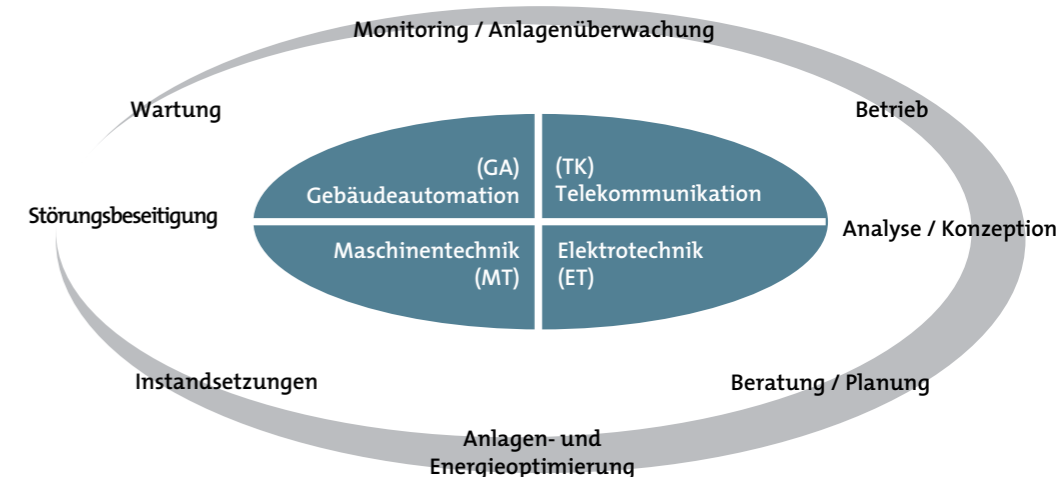 Monitoring / Anlagenüberwachung
Wartung
Betrieb
(GA)
Gebäudeautomation
(TK)
Telekommunikation
Störungsbeseitigung
Analyse / Konzeption
Maschinentechnik
(MT)
Elektrotechnik
(ET)
Instandsetzungen
Beratung / Planung
Anlagen- und
Energieoptimierung